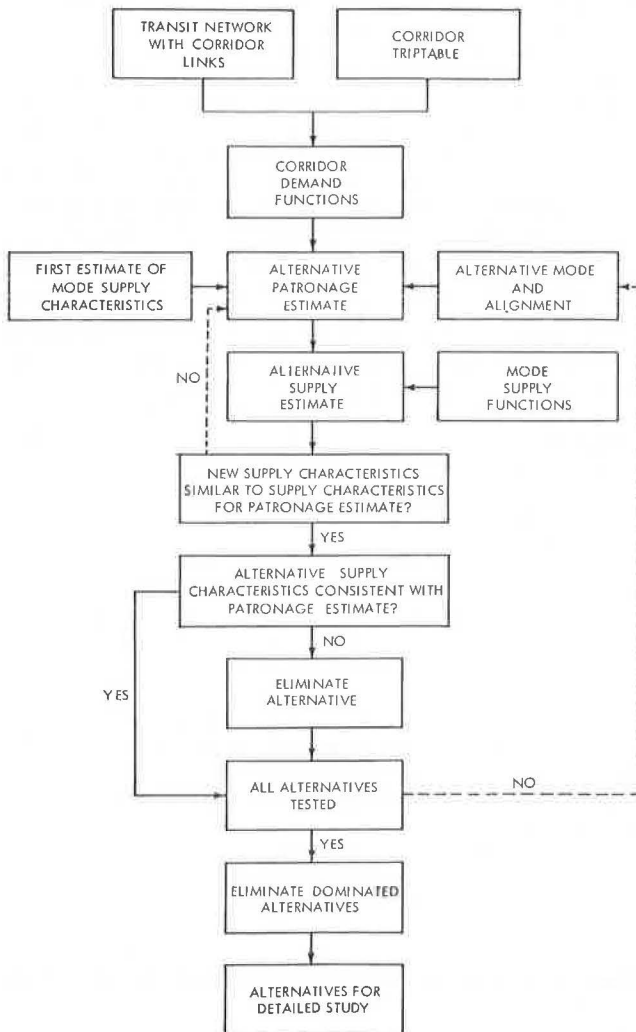 TRANSIT NETWORK
WITH CORRIDOR
LINKS
CORRIDOR
TRIPTABLE
CORRIDOR
DEMAND
FUNCTIONS
FIRST ESTIMATE OF
MODE SUPPLY
CHARACTERISTICS
ALTERNATIVE
PATRONAGE
ESTIMATE
ALTERNATIVE MODE
AND
ALIGNMENT
NO
ALTERNATIVE
SUPPLY
ESTIMATE
MODE
SUPPLY
FUNCTIONS
NEW SUPPLY CHARACTERISTICS
SIMILAR TO SUPPLY CHARACTERISTICS
FOR PATRONAGE ESTIMATE?
YES
ALTERNATIVE SUPPLY
CHARACTERISTICS CONSISTENT WITH
PATRONAGE ESTIMATE?
NO
YES
ELIMINATE
ALTERNATIVE
ALL ALTERNATIVES
TESTED
NO
YES
ELIMINATE DOMINATED
ALTERNATIVES
ALTERNATIVES FOR
DETAILED STUDY